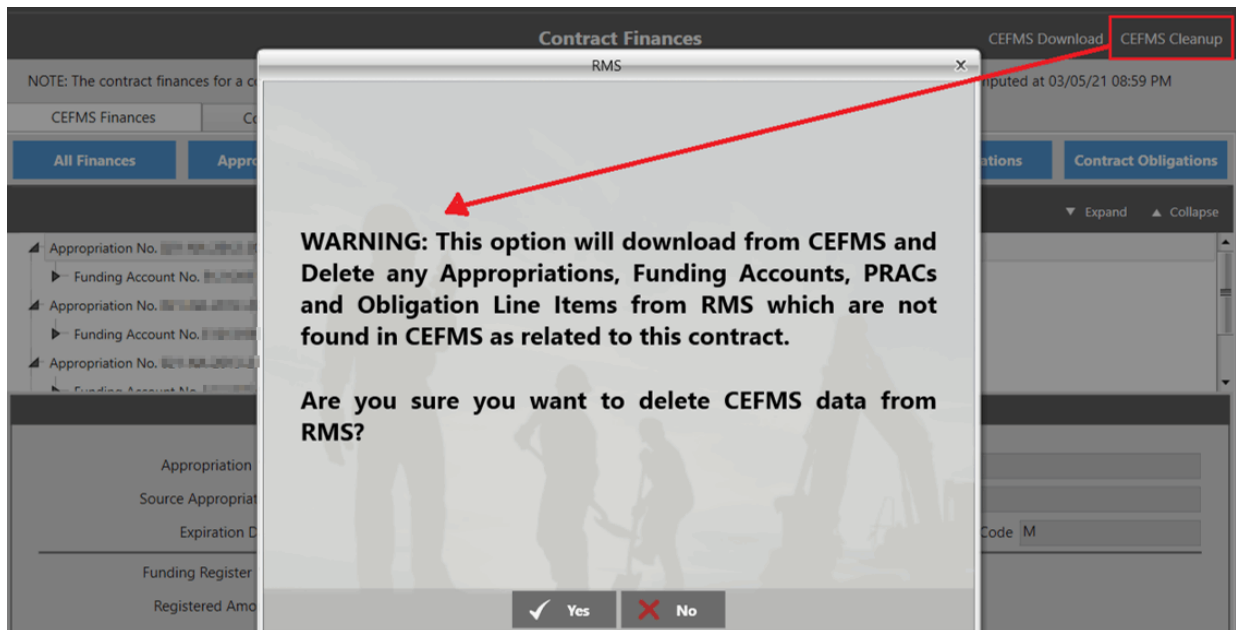 Contract Finances
CEFMS Download
CEFMS Cleanup
RMS
X
NOTE: The contract finances for a
at 03/05/21 08:59 PM
CEFMS Finances
All Finances
Contract Obligations
▼ Expand ▲ Collapse
Appropriation No.
Funding Account No.
Appropriation No.
Funding Account No.
Appropriation No.
Funding Account No.
WARNING: This option will download from CEFMS and
Delete any Appropriations, Funding Accounts, PRACs
and Obligation Line Items from RMS which are not
found in CEFMS as related to this contract.
Are you sure you want to delete CEFMS data from
RMS?
Appropriation
Source
Expiration
Code M
Funding Register
Registered
Yes
No